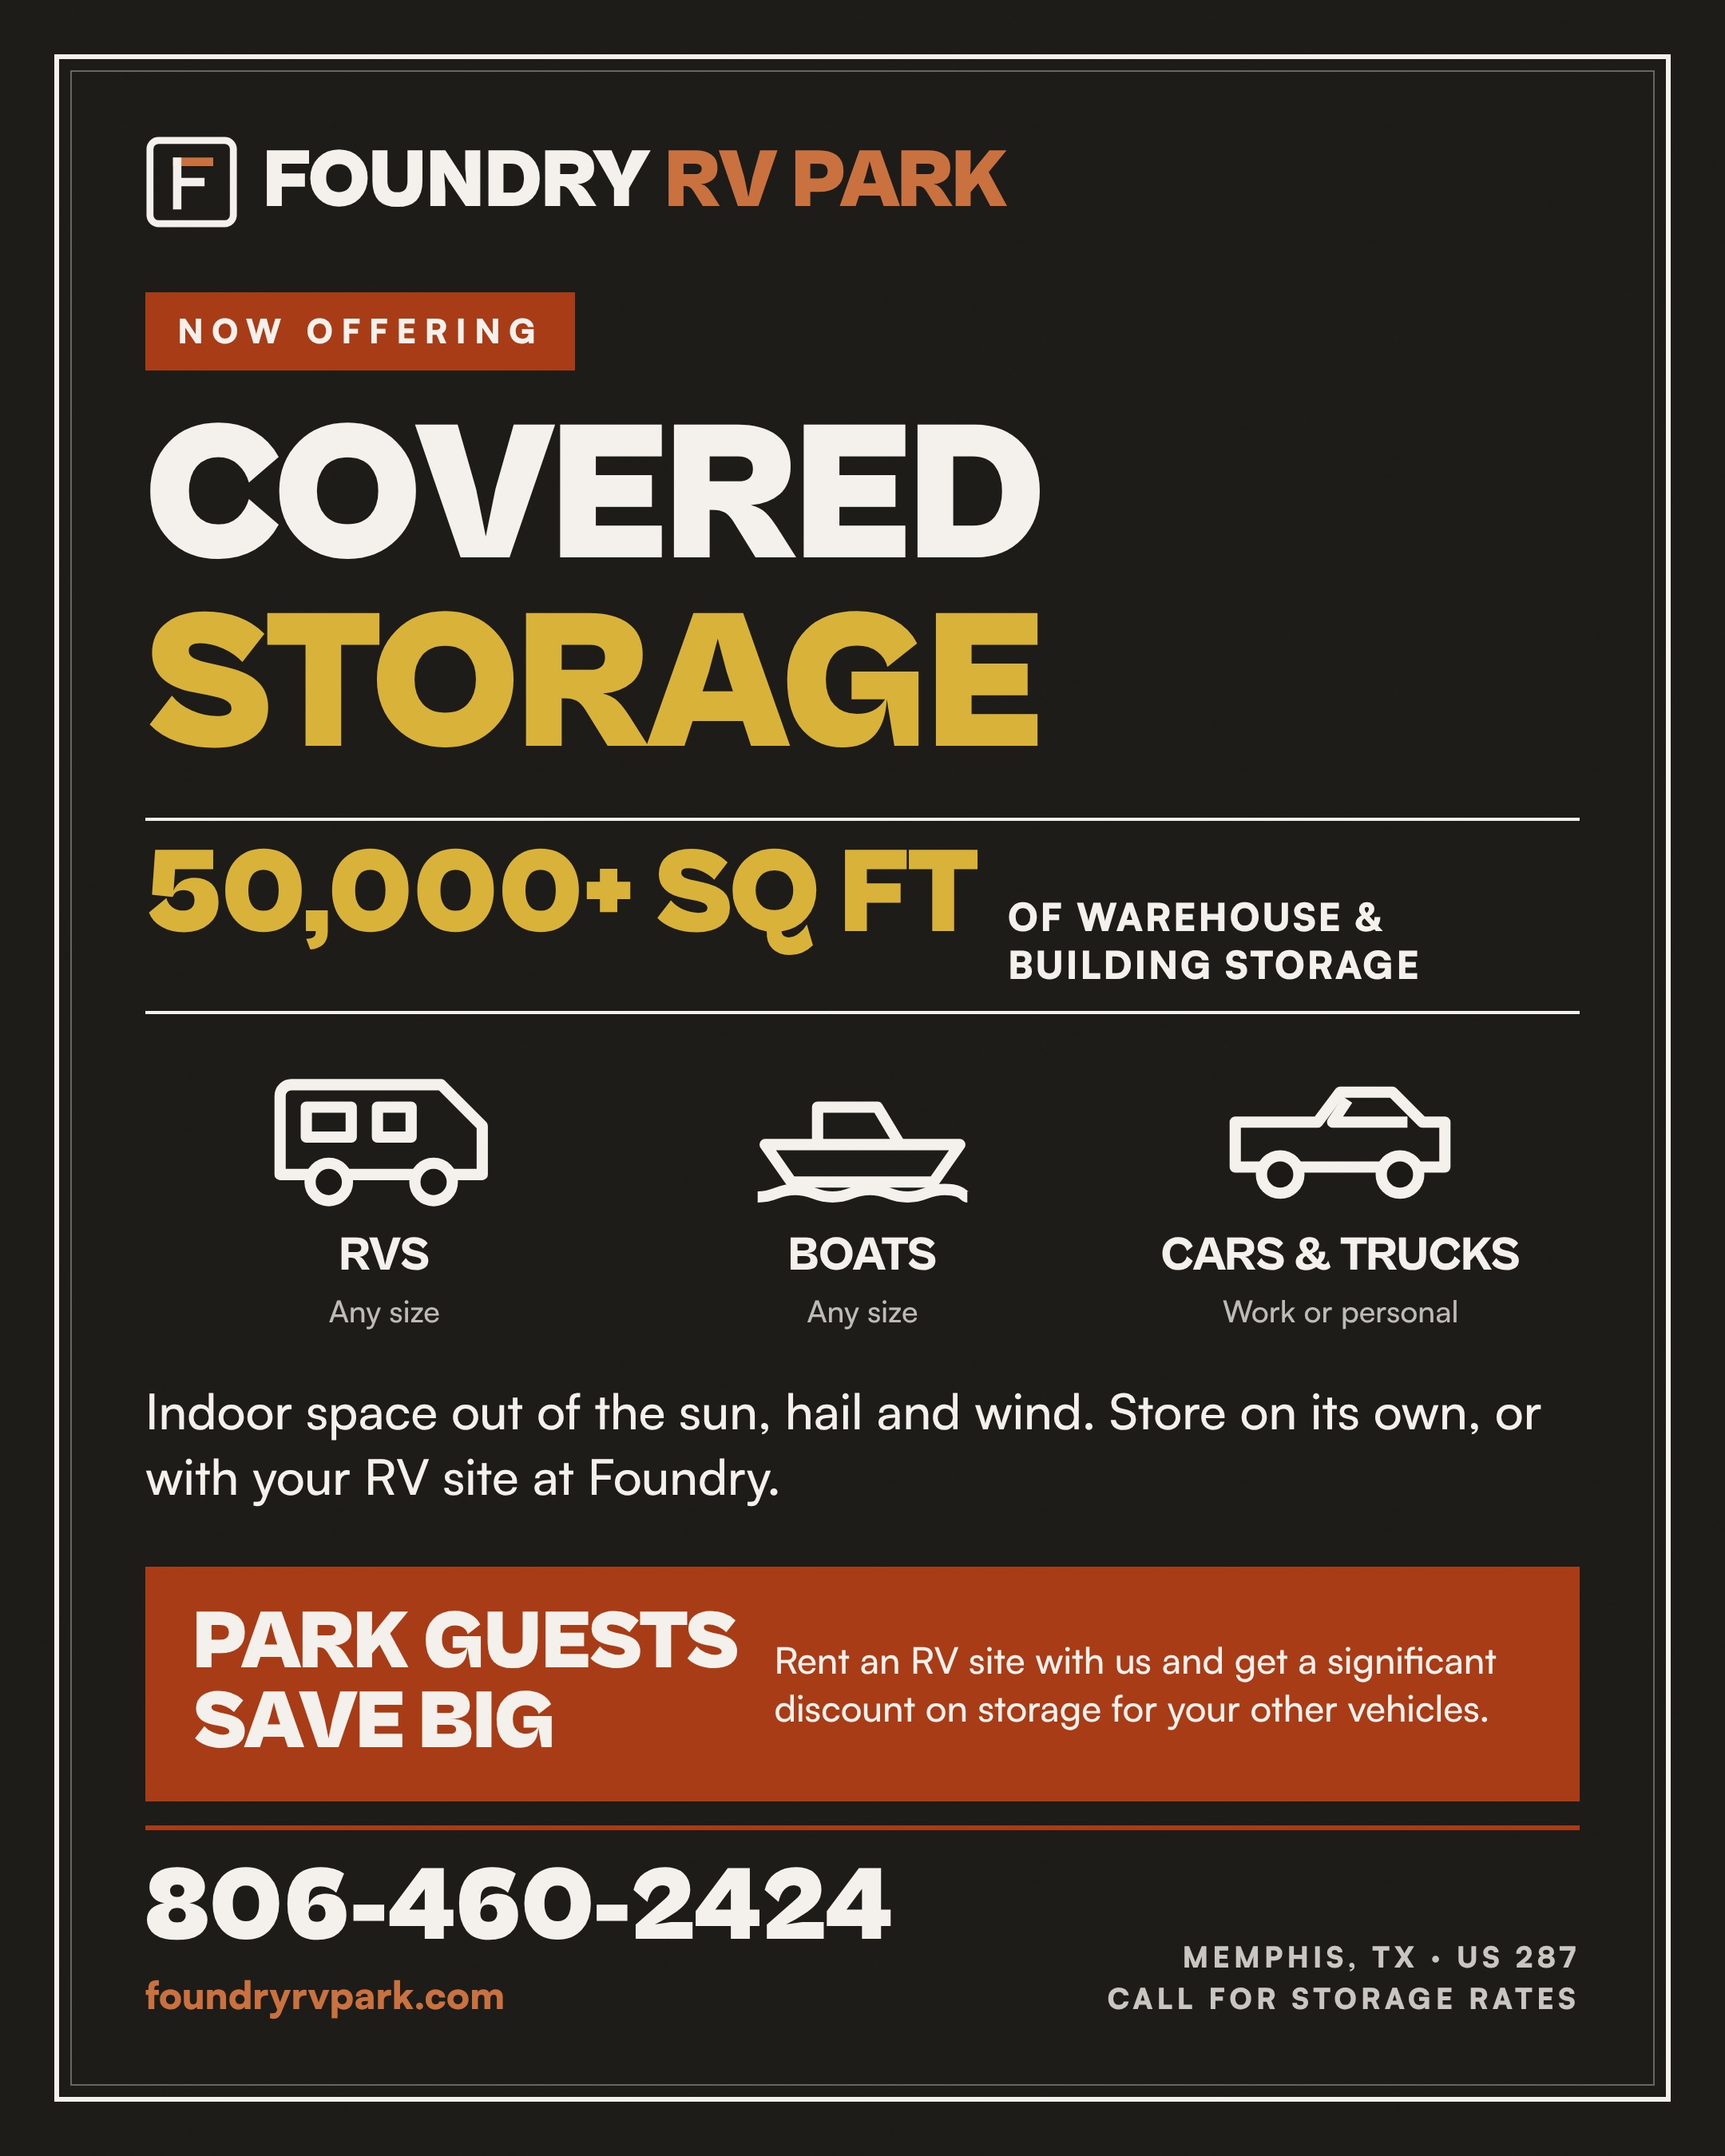 F
FOUNDRY RV PARK
NOW OFFERING
COVERED
STORAGE
50,000+ SQ FT
OF WAREHOUSE &
BUILDING STORAGE
RVS
Any size
BOATS
Any size
CARS & TRUCKS
Work or personal
Indoor space out of the sun, hail and wind. Store on its own, or
with your RV site at Foundry.
PARK GUESTS
SAVE BIG
Rent an RV site with us and get a significant
discount on storage for your other vehicles.
806-460-2424
foundryrvpark.com
MEMPHIS, TX · US 287
CALL FOR STORAGE RATES